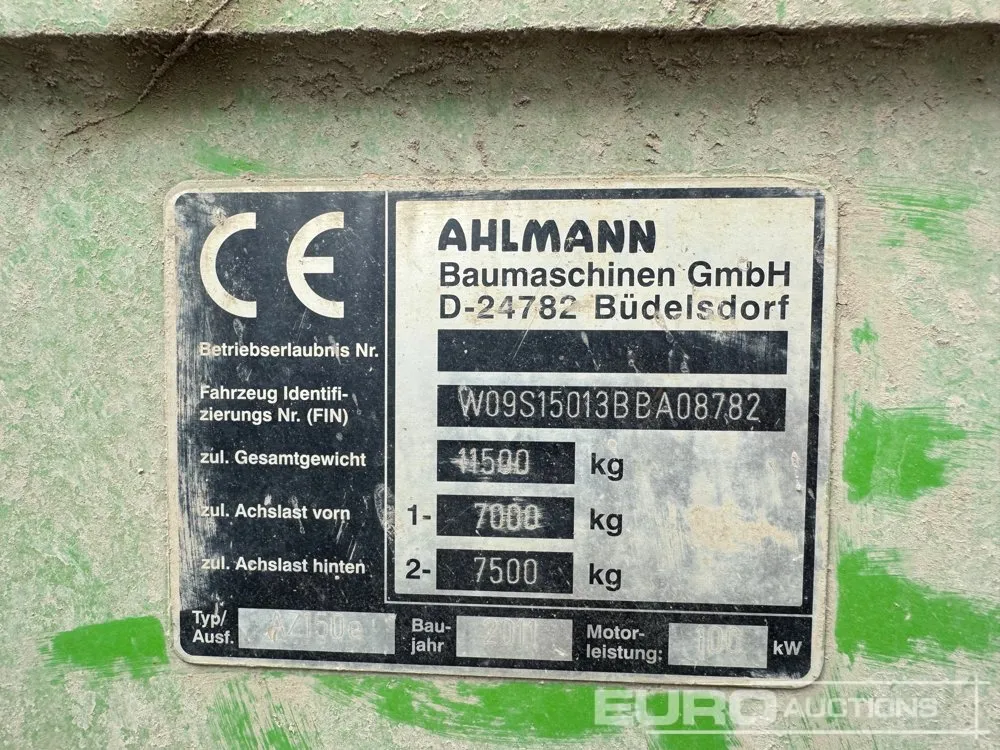 CE
AHLMANN
Baumaschinen GmbH
D-24782 Büdelsdorf
Betriebserlaubnis Nr.
Fahrzeug Identifi-
zierungs Nr. (FIN)
W09S15013BBA08782
zul. Gesamtgewicht
11500 kg
zul. Achslast vorn
1- 7000 kg
zul. Achslast hinten
2- 7500 kg
Typ/
Ausf.
AZ150e
Bau-
jahr
2011
Motor-
leistung:
100 kW
EURO AUCTIONS